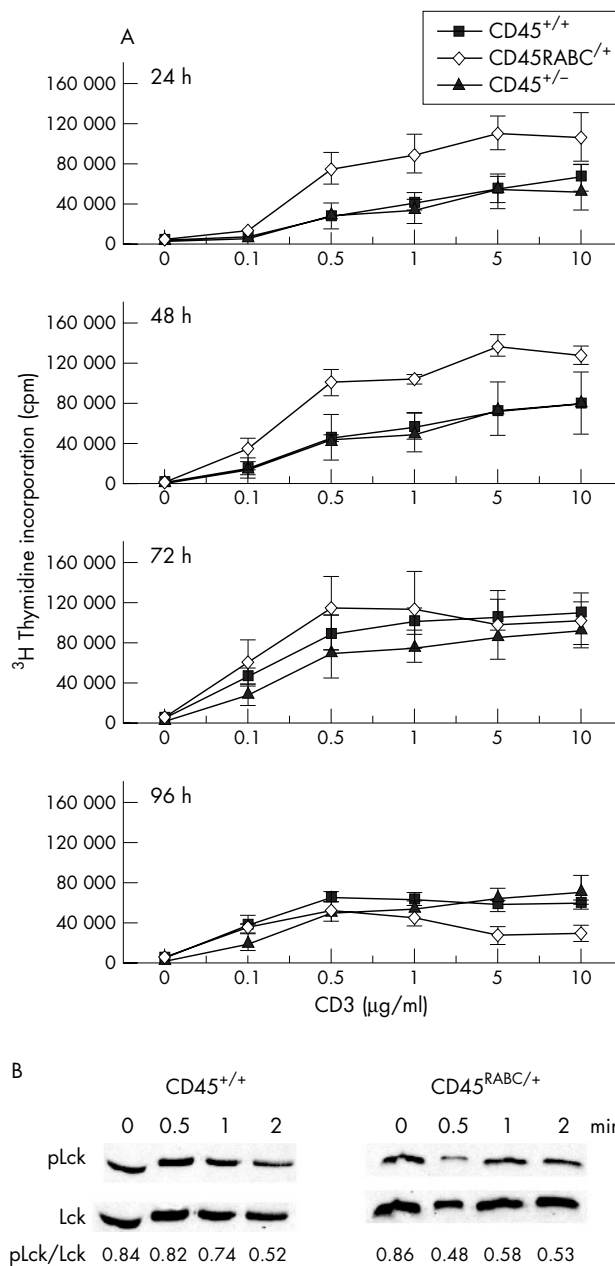 A
CD45+/+
CD45RABC/+
CD45+/–
24 h
160 000
120 000
80 000
40 000
0
0 0.1 0.5 1 5 10
48 h
160 000
120 000
80 000
40 000
0
0 0.1 0.5 1 5 10
³H Thymidine incorporation (cpm)
72 h
160 000
120 000
80 000
40 000
0
0 0.1 0.5 1 5 10
96 h
160 000
120 000
80 000
40 000
0
0 0.1 0.5 1 5 10
CD3 (µg/ml)
B
CD45+/+ CD45RABC/+
0 0.5 1 2 0 0.5 1 2 min
pLck
Lck
pLck/Lck 0.84 0.82 0.74 0.52 0.86 0.48 0.58 0.53